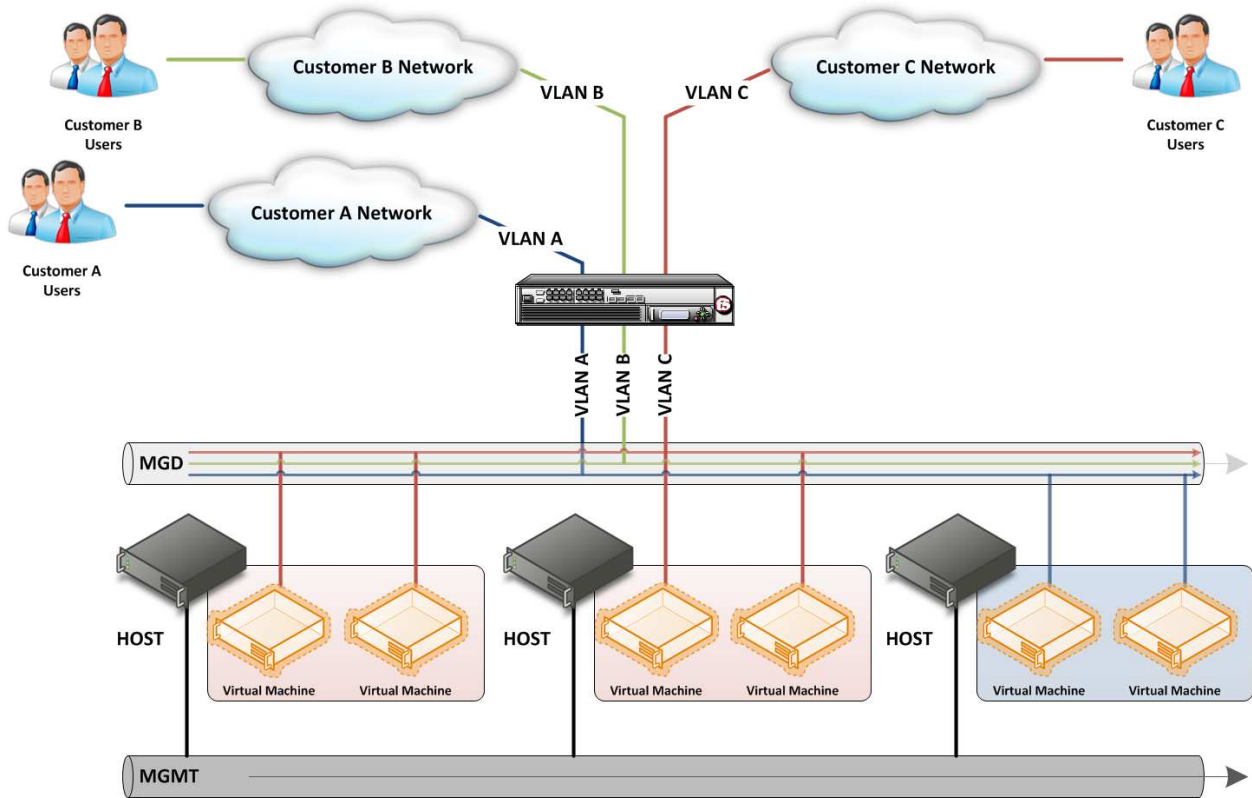 Customer B Network
Customer C Network
VLAN B
VLAN C
Customer B
Users
Customer C
Users
Customer A Network
VLAN A
Customer A
Users
f5
VLAN A
VLAN B
VLAN C
MGD
HOST
HOST
HOST
Virtual Machine
Virtual Machine
Virtual Machine
Virtual Machine
Virtual Machine
Virtual Machine
MGMT